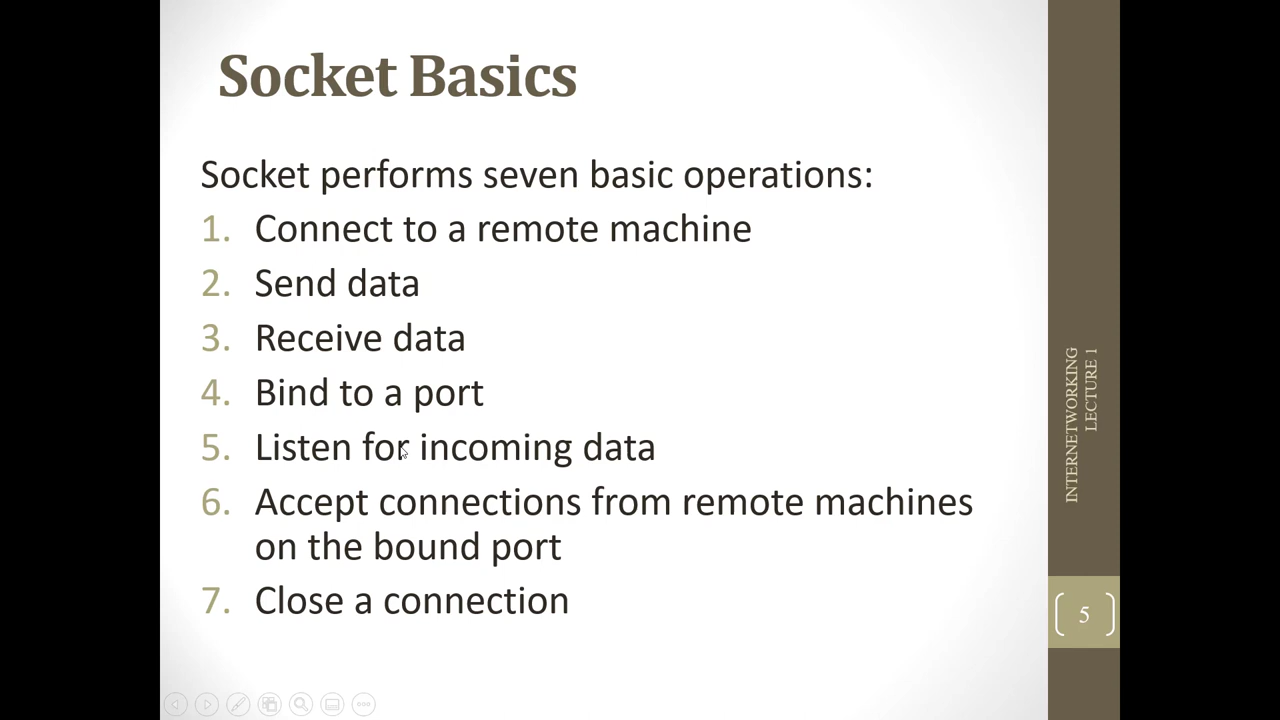 Socket Basics
Socket performs seven basic operations:
1. Connect to a remote machine
2. Send data
3. Receive data
4. Bind to a port
5. Listen for incoming data
6. Accept connections from remote machines
on the bound port
7. Close a connection
INTERNETWORKING
LECTURE 1
5